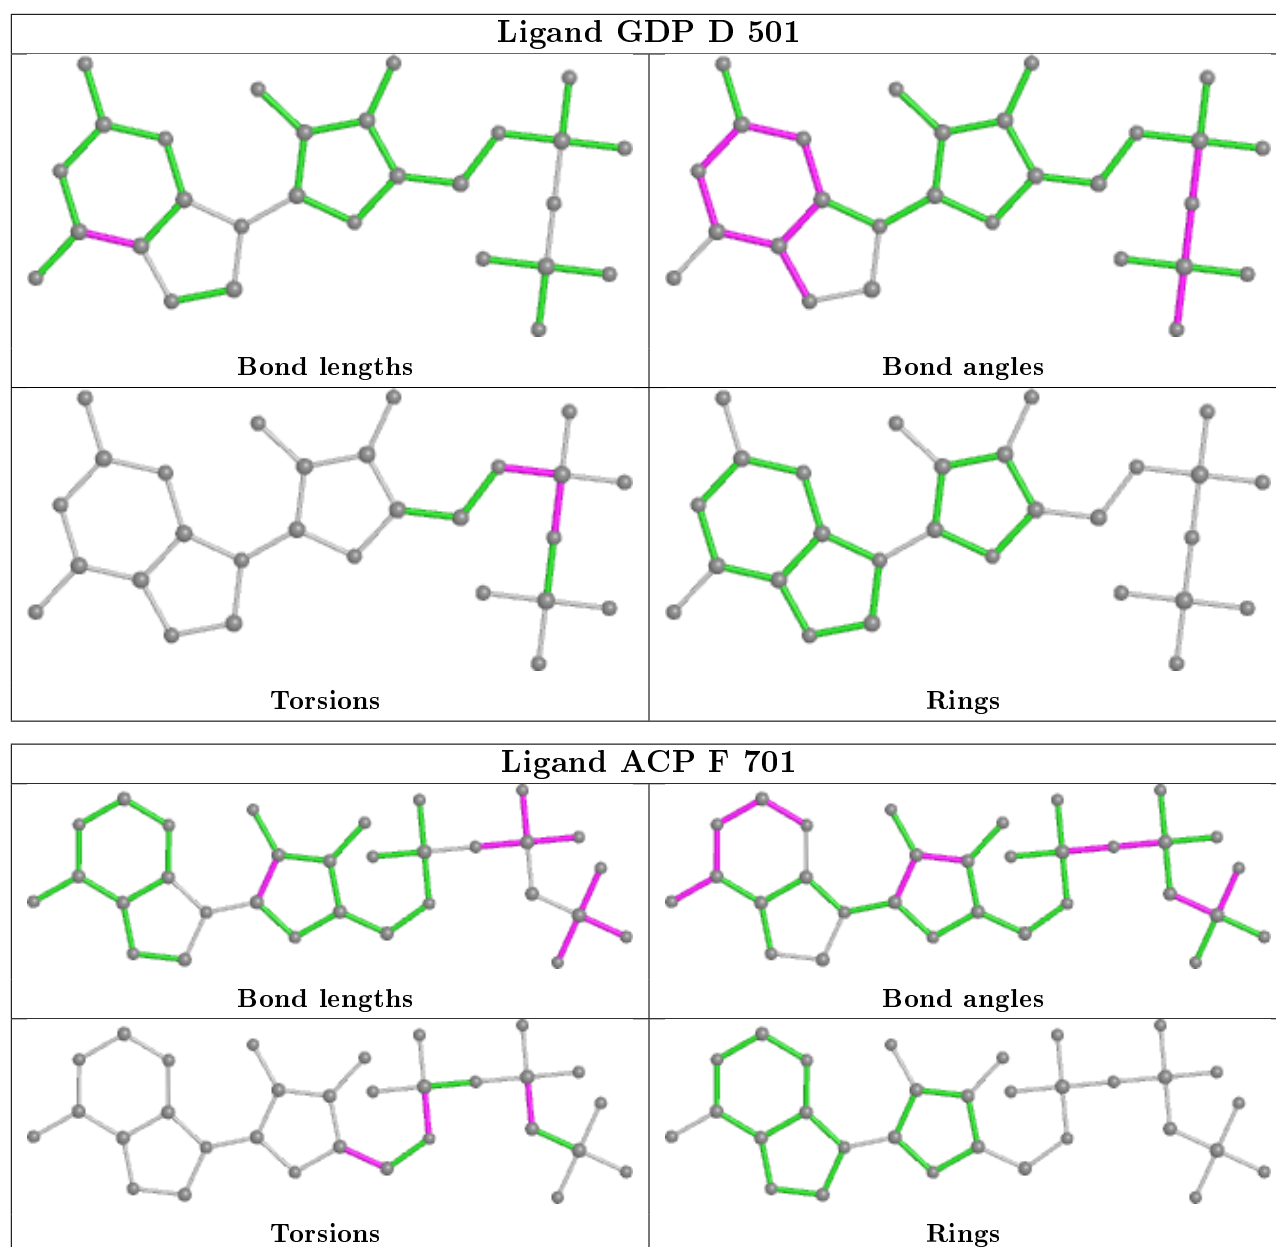 Ligand GDP D 501
Bond lengths
Bond angles
Torsions
Rings
Ligand ACP F 701
Bond lengths
Bond angles
Torsions
Rings